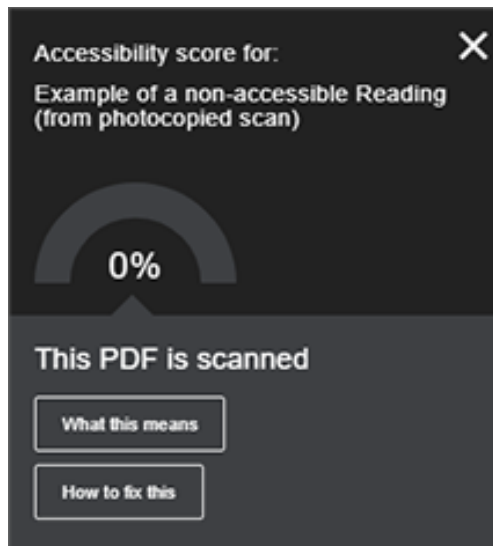 Accessibility score for:
Example of a non-accessible Reading
(from photocopied scan)
0%
This PDF is scanned
What this means
How to fix this